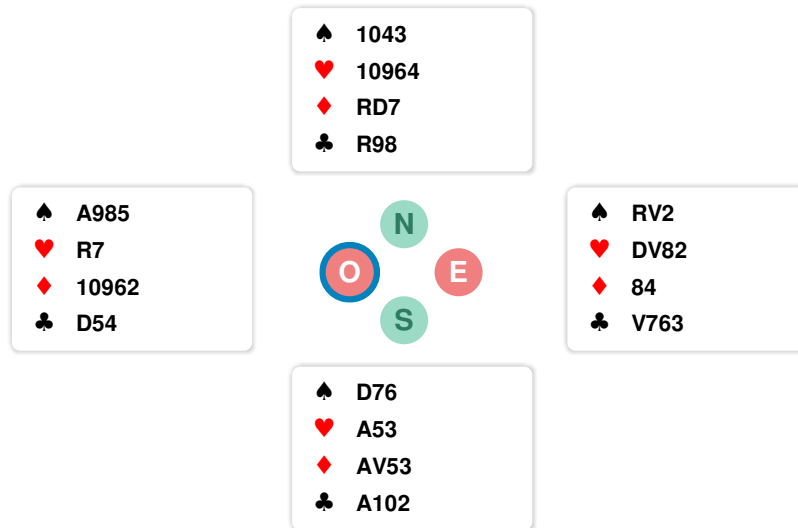 ♠ 1043
♥ 10964
♦ RD7
♣ R98
♠ A985
♥ R7
♦ 10962
♣ D54
N
O E
S
♠ RV2
♥ DV82
♦ 84
♣ V763
♠ D76
♥ A53
♦ AV53
♣ A102